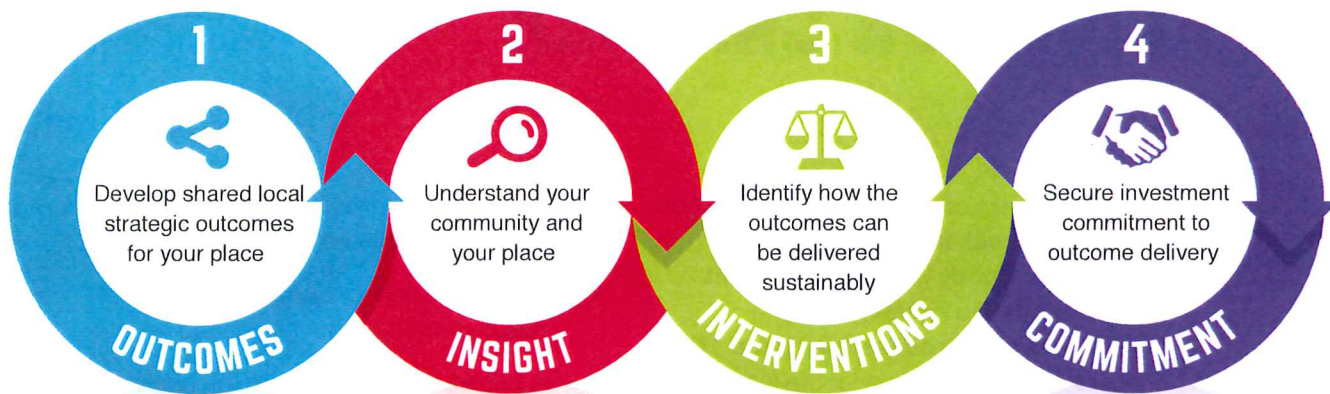 1
Develop shared local
strategic outcomes
for your place
OUTCOMES
2
Understand your
community and
your place
INSIGHT
3
Identify how the
outcomes can
be delivered
sustainably
INTERVENTIONS
4
Secure investment
commitment to
outcome delivery
COMMITMENT